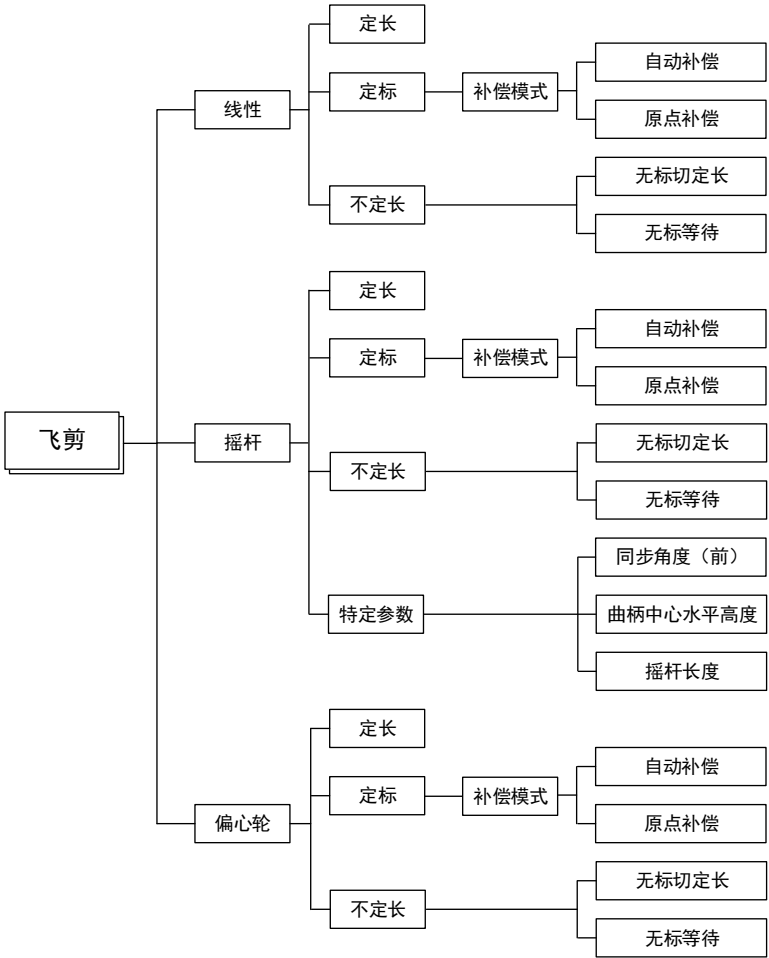 定长
定标
补偿模式
自动补偿
原点补偿
线性
不定长
无标切定长
无标等待
定长
定标
补偿模式
自动补偿
原点补偿
飞剪
摇杆
不定长
无标切定长
无标等待
特定参数
同步角度（前）
曲柄中心水平高度
摇杆长度
定长
定标
补偿模式
自动补偿
原点补偿
偏心轮
不定长
无标切定长
无标等待